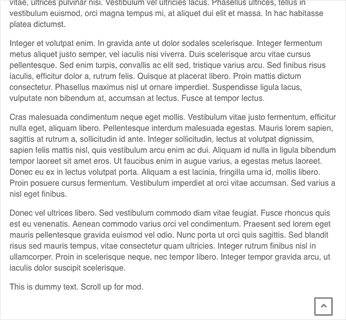 vitae, ultrices pulvinar nisi. Vestibulum vel ultricies lacus. Phasellus ultrices, tellus in
vestibulum euismod, orci magna tempus mi, at aliquet dui elit et massa. In hac habitasse
platea dictumst.
Integer et volutpat enim. In gravida ante ut dolor sodales scelerisque. Integer fermentum
metus aliquet justo semper, vel iaculis nisi viverra. Duis scelerisque arcu vitae cursus
pellentesque. Sed enim turpis, convallis ac elit sed, tristique varius arcu. Sed finibus risus
iaculis, efficitur dolor a, rutrum felis. Quisque at placerat libero. Proin mattis dictum
consectetur. Phasellus maximus nisl ut ornare imperdiet. Suspendisse ligula lacus,
vulputate non bibendum at, accumsan at lectus. Fusce at tempor lectus.
Cras malesuada condimentum neque eget mollis. Vestibulum vitae justo fermentum, efficitur
nulla eget, aliquam libero. Pellentesque interdum malesuada egestas. Mauris lorem sapien,
sagittis at rutrum a, sollicitudin id ante. Integer sollicitudin, lectus at volutpat dignissim,
sapien felis mattis nisl, quis vestibulum arcu enim ac dui. Aliquam id nulla in ligula bibendum
tempor laoreet sit amet eros. Ut faucibus enim in augue varius, a egestas metus laoreet.
Donec eu ex in lectus volutpat porta. Aliquam a est lacinia, fringilla urna id, mollis libero.
Proin posuere cursus fermentum. Vestibulum imperdiet at orci vitae accumsan. Sed varius a
nisl eget finibus.
Donec vel ultrices libero. Sed vestibulum commodo diam vitae feugiat. Fusce rhoncus quis
est eu venenatis. Aenean commodo varius orci vel condimentum. Praesent sed lorem eget
mauris pellentesque gravida euismod vel odio. Nunc porta ut orci quis sagittis. Sed blandit
risus sed mauris tempus, vitae consectetur quam ultricies. Integer rutrum finibus nisl in
ullamcorper. Proin in scelerisque neque, nec tempor libero. Integer tempor gravida arcu, ut
iaculis dolor suscipit scelerisque.
This is dummy text. Scroll up for mod.